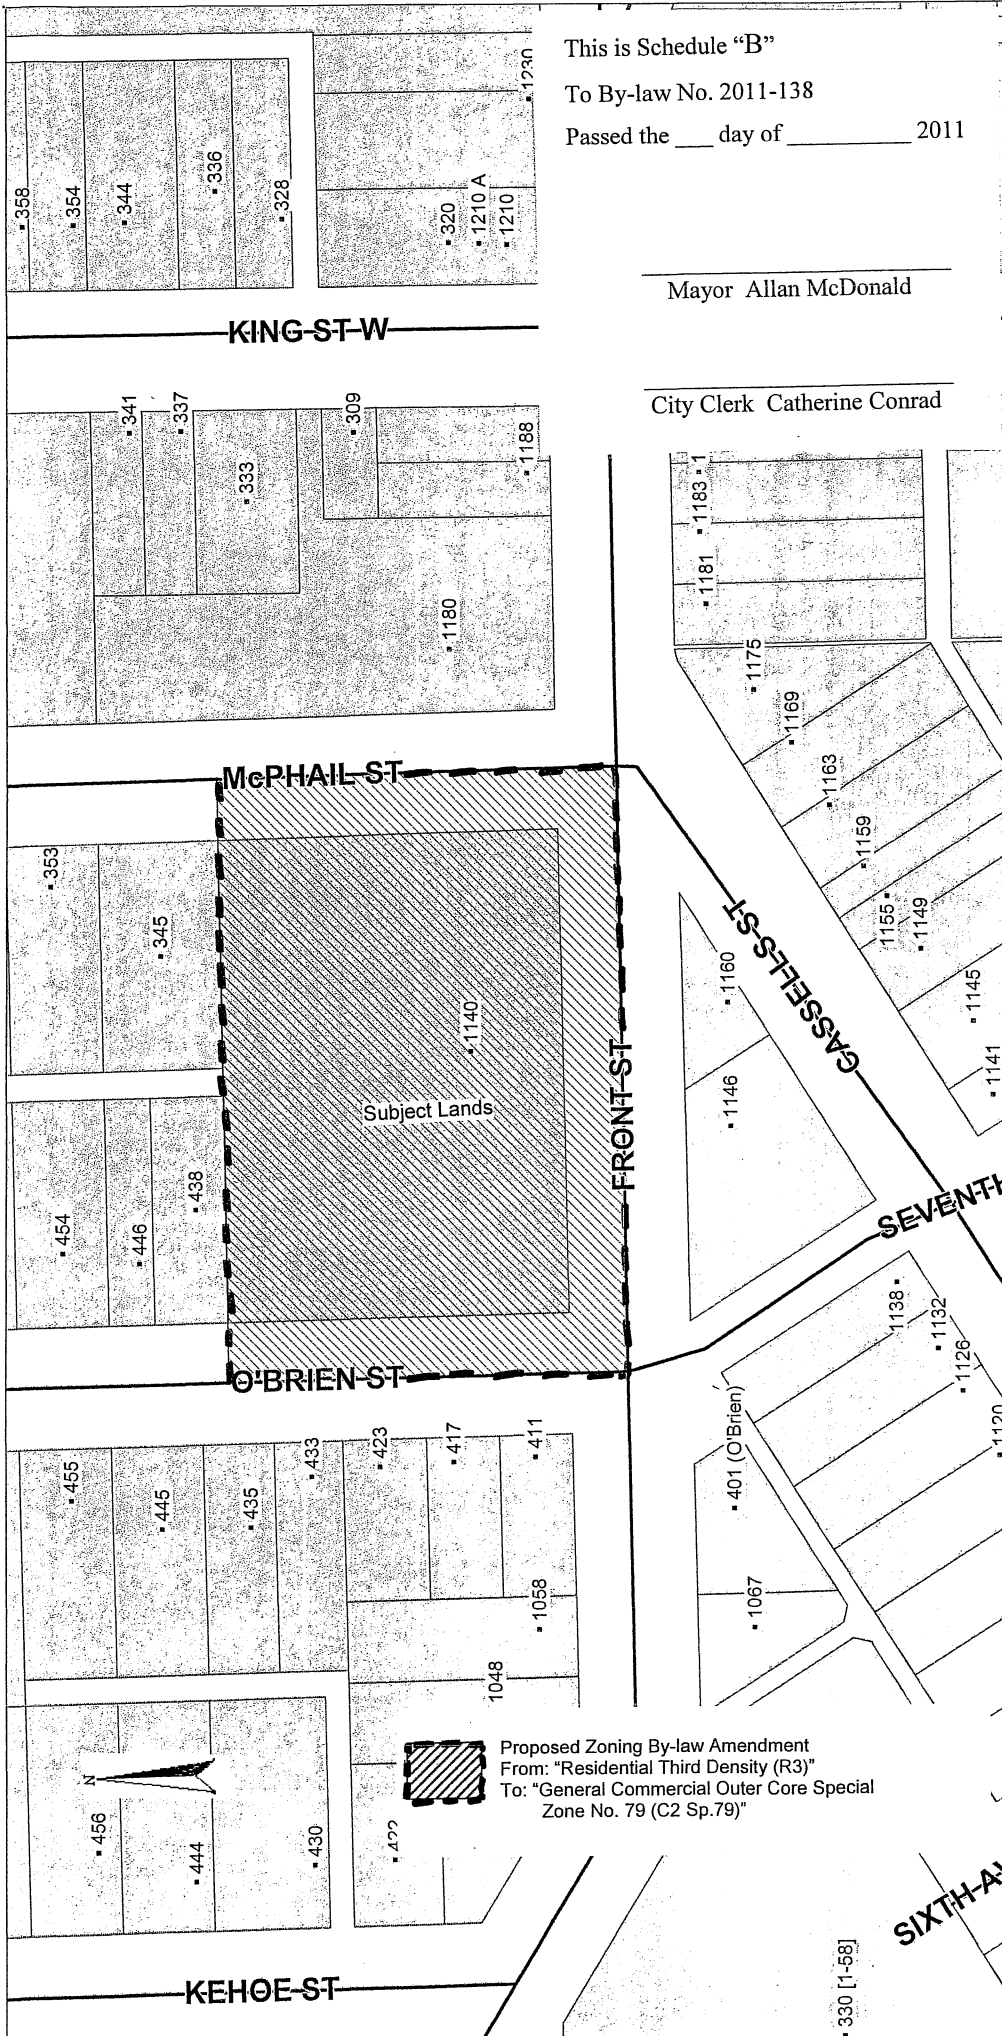 This is Schedule “B”
To By-law No. 2011-138
Passed the ___ day of __________ 2011
Mayor Allan McDonald
City Clerk Catherine Conrad
358
354
344
336
328
1230
320
1210 A
1210
KING ST W
341
337
333
309
1188
1183 - 1
1181
1180
1175
1169
1163
1159
1155
1149
1145
1141
McPHAIL ST
353
345
1140
Subject Lands
FRONT ST
CASSELLS ST
1160
1146
454
446
438
SEVENTH
O'BRIEN ST
1138
1132
1126
1120
401 (O'Brien)
455
445
435
433
423
417
411
1058
1067
1048
N
Proposed Zoning By-law Amendment
From: “Residential Third Density (R3)”
To: “General Commercial Outer Core Special
Zone No. 79 (C2 Sp.79)”
456
444
430
422
SIXTH AV
KEHOE ST
330 [1-58]